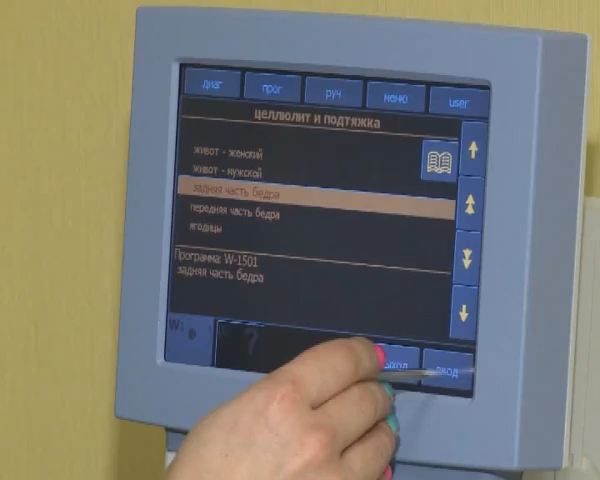 диаг прог руч меню user
целлюлит и подтяжка
живот - женский
живот - мужской
задняя часть бедра
передняя часть бедра
ягодицы
Программа: W-1501
задняя часть бедра
W:
?
ввод